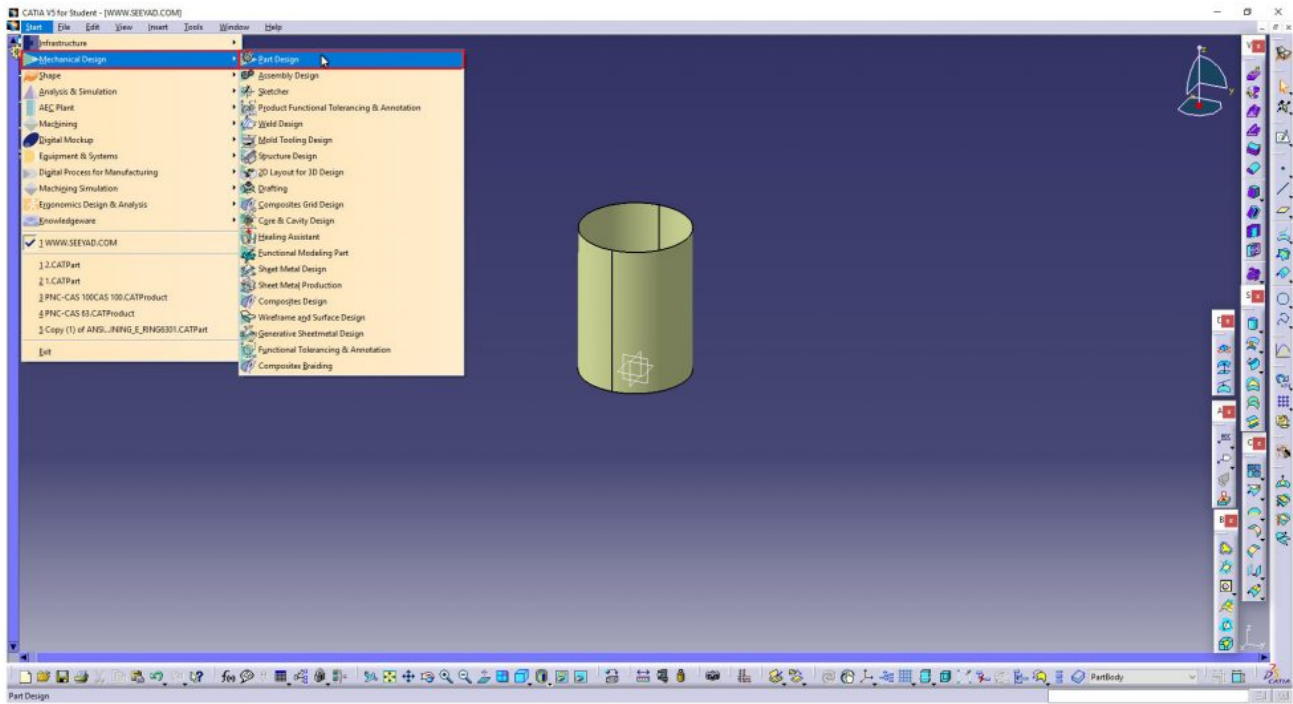 CATIA V5 for Student - [WWW.SEEYAD.COM]
Start File Edit View Insert Tools Window Help
Infrastructure
Mechanical Design
Shape
Analysis & Simulation
AEC Plant
Machining
Digital Mockup
Equipment & Systems
Digital Process for Manufacturing
Machining Simulation
Ergonomics Design & Analysis
Knowledgeware
1 WWW.SEEYAD.COM
1 2.CATPart
2 1.CATPart
3 PNC-CAS 100CAS 100.CATProduct
4 PNC-CAS 63.CATProduct
5 Copy (1) of ANSI...INING_E_RING6301.CATPart
Exit
Part Design
Assembly Design
Sketcher
Product Functional Tolerancing & Annotation
Weld Design
Mold Tooling Design
Structure Design
2D Layout for 3D Design
Drafting
Composites Grid Design
Core & Cavity Design
Healing Assistant
Functional Modeling Part
Sheet Metal Design
Sheet Metal Production
Composites Design
Wireframe and Surface Design
Generative Sheetmetal Design
Functional Tolerancing & Annotation
Composites Braiding
z
y
PartBody
CATIA
Part Design